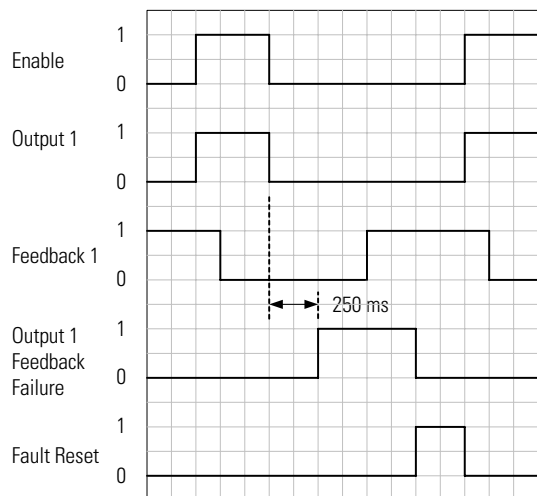 1
Enable
0
1
Output 1
0
1
Feedback 1
0
250 ms
Output 1
1
Feedback
Failure
0
1
Fault Reset
0